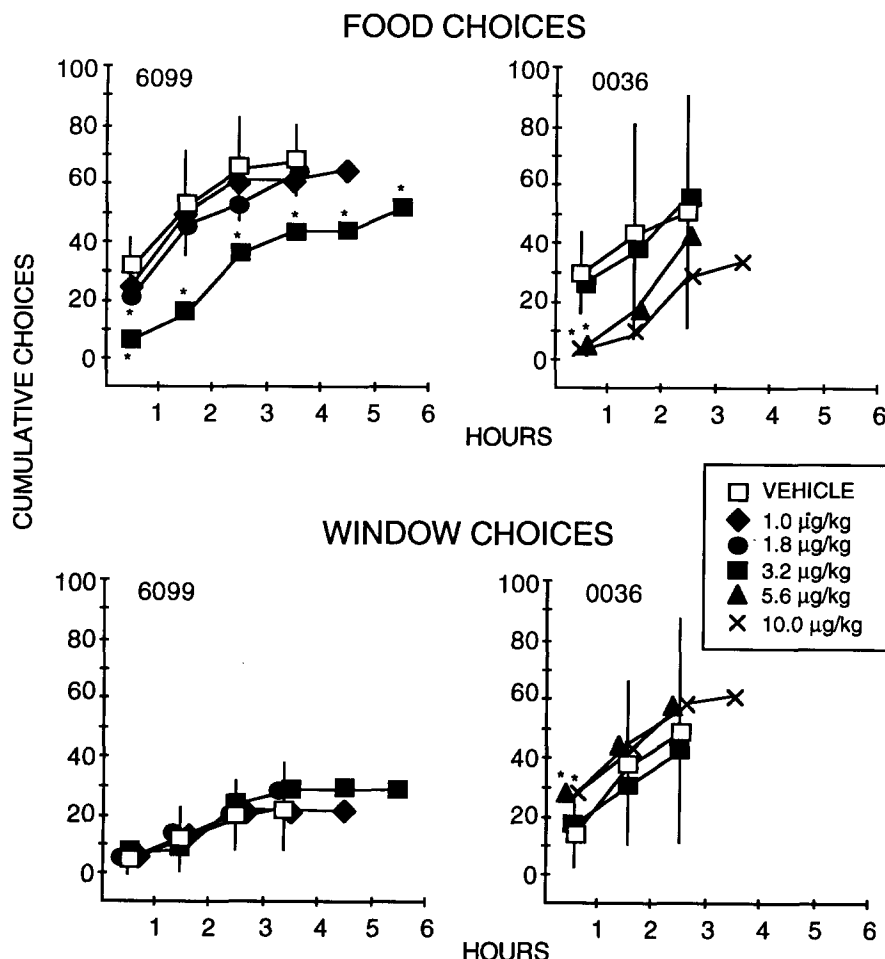 FOOD CHOICES
6099
0036
100
80
60
40
20
0
1 2 3 4 5 6
100
80
60
40
20
0
1 2 3 4 5 6
HOURS
CUMULATIVE CHOICES
VEHICLE
1.0 µg/kg
1.8 µg/kg
3.2 µg/kg
5.6 µg/kg
10.0 µg/kg
WINDOW CHOICES
6099
0036
100
80
60
40
20
0
1 2 3 4 5 6
100
80
60
40
20
0
1 2 3 4 5 6
HOURS